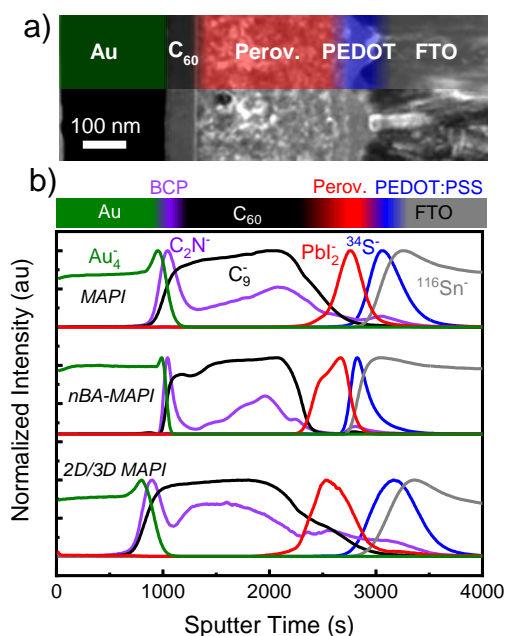 a)
Au C₆₀ Perov. PEDOT FTO
100 nm
b)
BCP Perov. PEDOT:PSS
Au C₆₀ FTO
Au₄⁻ C₂N⁻ C₉⁻ PbI₂⁻ ³⁴S⁻ ¹¹⁶Sn⁻
MAPI
nBA-MAPI
2D/3D MAPI
Normalized Intensity (au)
0 1000 2000 3000 4000
Sputter Time (s)